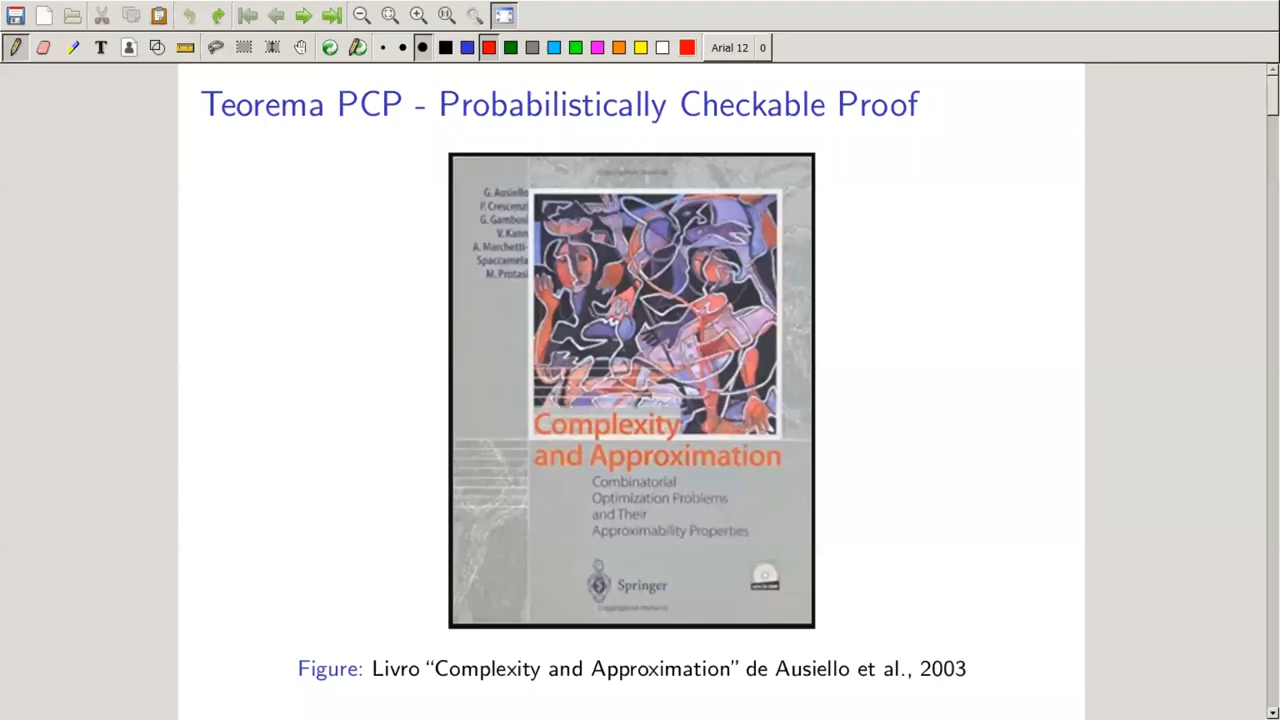 Arial 12 0
Teorema PCP - Probabilistically Checkable Proof
G. Ausiello
P. Crescenzi
G. Gambosi
V. Kann
A. Marchetti-
Spaccamela
M. Protasi
Complexity
and Approximation
Combinatorial
Optimization Problems
and Their
Approximability Properties
Springer
Figure: Livro “Complexity and Approximation” de Ausiello et al., 2003